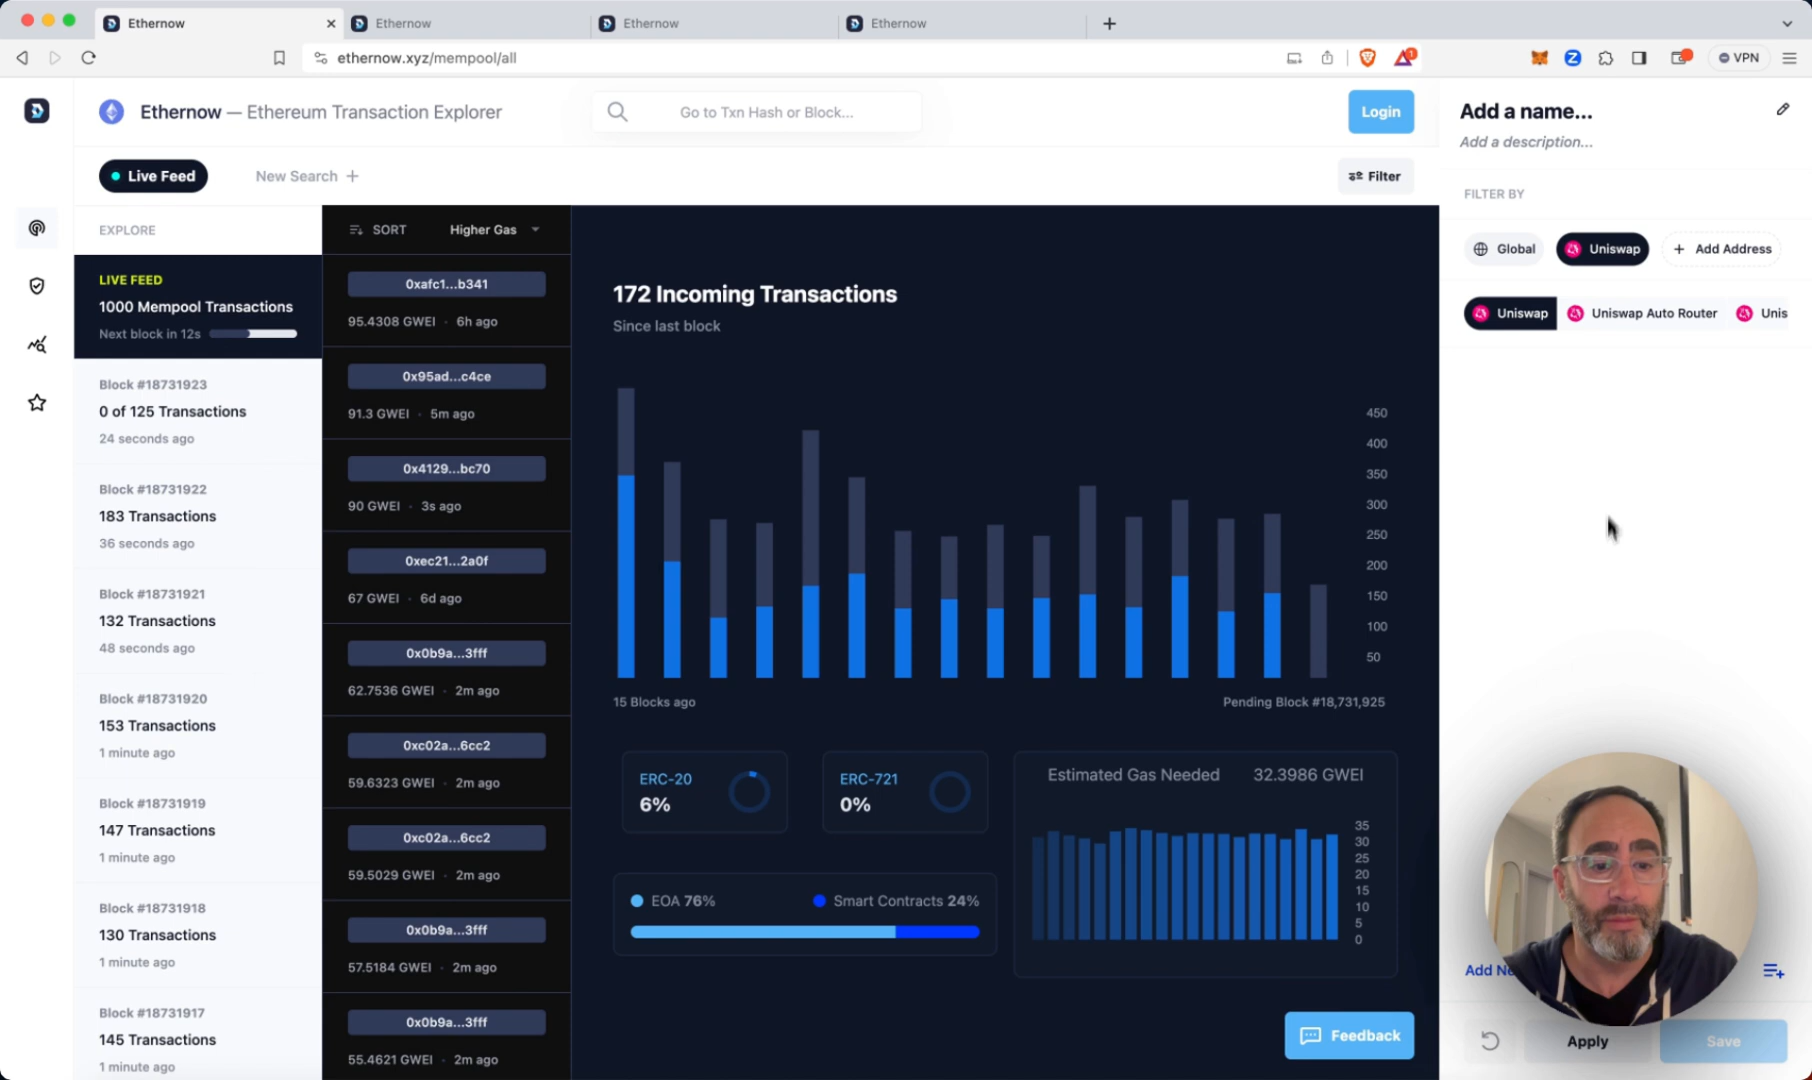 Ethernow
Ethernow
Ethernow
Ethernow
ethernow.xyz/mempool/all
1
VPN
Ethernow — Ethereum Transaction Explorer
Go to Txn Hash or Block...
Login
Add a name...
Add a description...
Live Feed
New Search +
Filter
FILTER BY
Global
Uniswap
+ Add Address
Uniswap
Uniswap Auto Router
Unis
EXPLORE
LIVE FEED
1000 Mempool Transactions
Next block in 12s
Block #18731923
0 of 125 Transactions
24 seconds ago
Block #18731922
183 Transactions
36 seconds ago
Block #18731921
132 Transactions
48 seconds ago
Block #18731920
153 Transactions
1 minute ago
Block #18731919
147 Transactions
1 minute ago
Block #18731918
130 Transactions
1 minute ago
Block #18731917
145 Transactions
1 minute ago
SORT
Higher Gas
0xafc1...b341
95.4308 GWEI · 6h ago
0x95ad...c4ce
91.3 GWEI · 5m ago
0x4129...bc70
90 GWEI · 3s ago
0xec21...2a0f
67 GWEI · 6d ago
0x0b9a...3fff
62.7536 GWEI · 2m ago
0xc02a...6cc2
59.6323 GWEI · 2m ago
0xc02a...6cc2
59.5029 GWEI · 2m ago
0x0b9a...3fff
57.5184 GWEI · 2m ago
0x0b9a...3fff
55.4621 GWEI · 2m ago
172 Incoming Transactions
Since last block
450
400
350
300
250
200
150
100
50
15 Blocks ago
Pending Block #18,731,925
ERC-20
6%
ERC-721
0%
EOA 76%
Smart Contracts 24%
Estimated Gas Needed
32.3986 GWEI
35
30
25
20
15
10
5
0
Feedback
Add Ne
Apply
Save